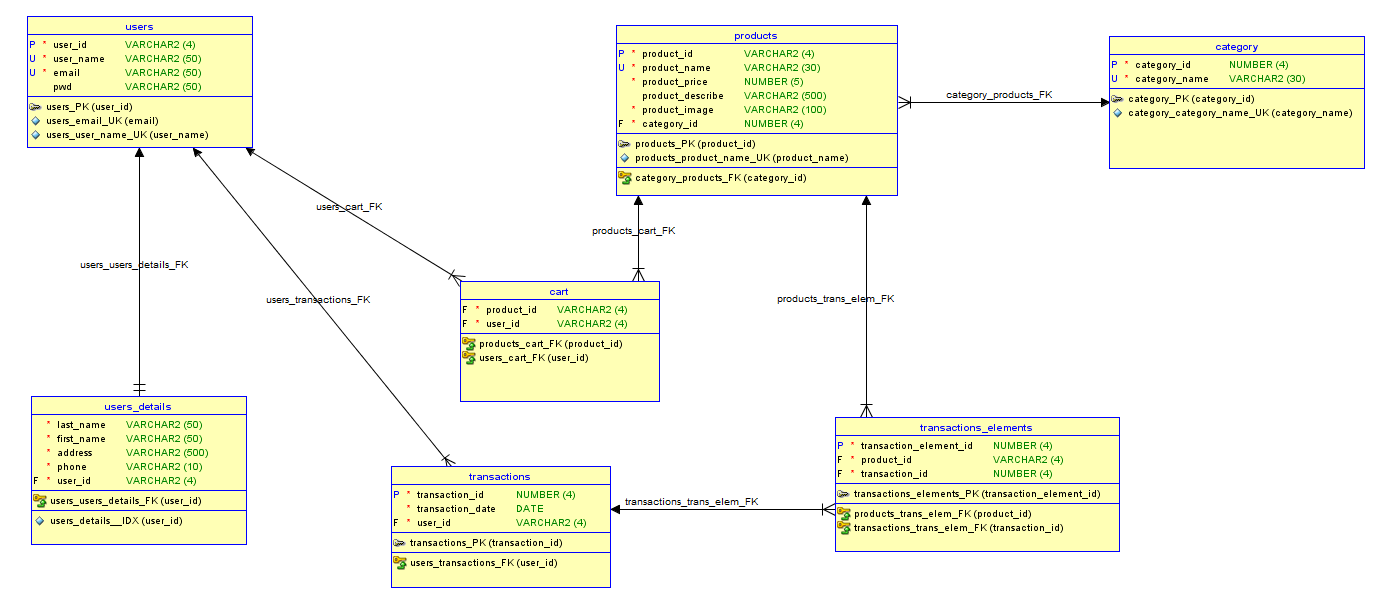 users
P * user_id VARCHAR2 (4)
U * user_name VARCHAR2 (50)
U * email VARCHAR2 (50)
pwd VARCHAR2 (50)
users_PK (user_id)
users_email_UK (email)
users_user_name_UK (user_name)
products
P * product_id VARCHAR2 (4)
U * product_name VARCHAR2 (30)
* product_price NUMBER (5)
product_describe VARCHAR2 (500)
* product_image VARCHAR2 (100)
F * category_id NUMBER (4)
products_PK (product_id)
products_product_name_UK (product_name)
category_products_FK (category_id)
category_products_FK
category
P * category_id NUMBER (4)
U * category_name VARCHAR2 (30)
category_PK (category_id)
category_category_name_UK (category_name)
users_cart_FK
products_cart_FK
users_users_details_FK
users_transactions_FK
products_trans_elem_FK
cart
F * product_id VARCHAR2 (4)
F * user_id VARCHAR2 (4)
products_cart_FK (product_id)
users_cart_FK (user_id)
users_details
* last_name VARCHAR2 (50)
* first_name VARCHAR2 (50)
* address VARCHAR2 (500)
* phone VARCHAR2 (10)
F * user_id VARCHAR2 (4)
users_users_details_FK (user_id)
users_details__IDX (user_id)
transactions
P * transaction_id NUMBER (4)
* transaction_date DATE
F * user_id VARCHAR2 (4)
transactions_PK (transaction_id)
users_transactions_FK (user_id)
transactions_trans_elem_FK
transactions_elements
P * transaction_element_id NUMBER (4)
F * product_id VARCHAR2 (4)
F * transaction_id NUMBER (4)
transactions_elements_PK (transaction_element_id)
products_trans_elem_FK (product_id)
transactions_trans_elem_FK (transaction_id)